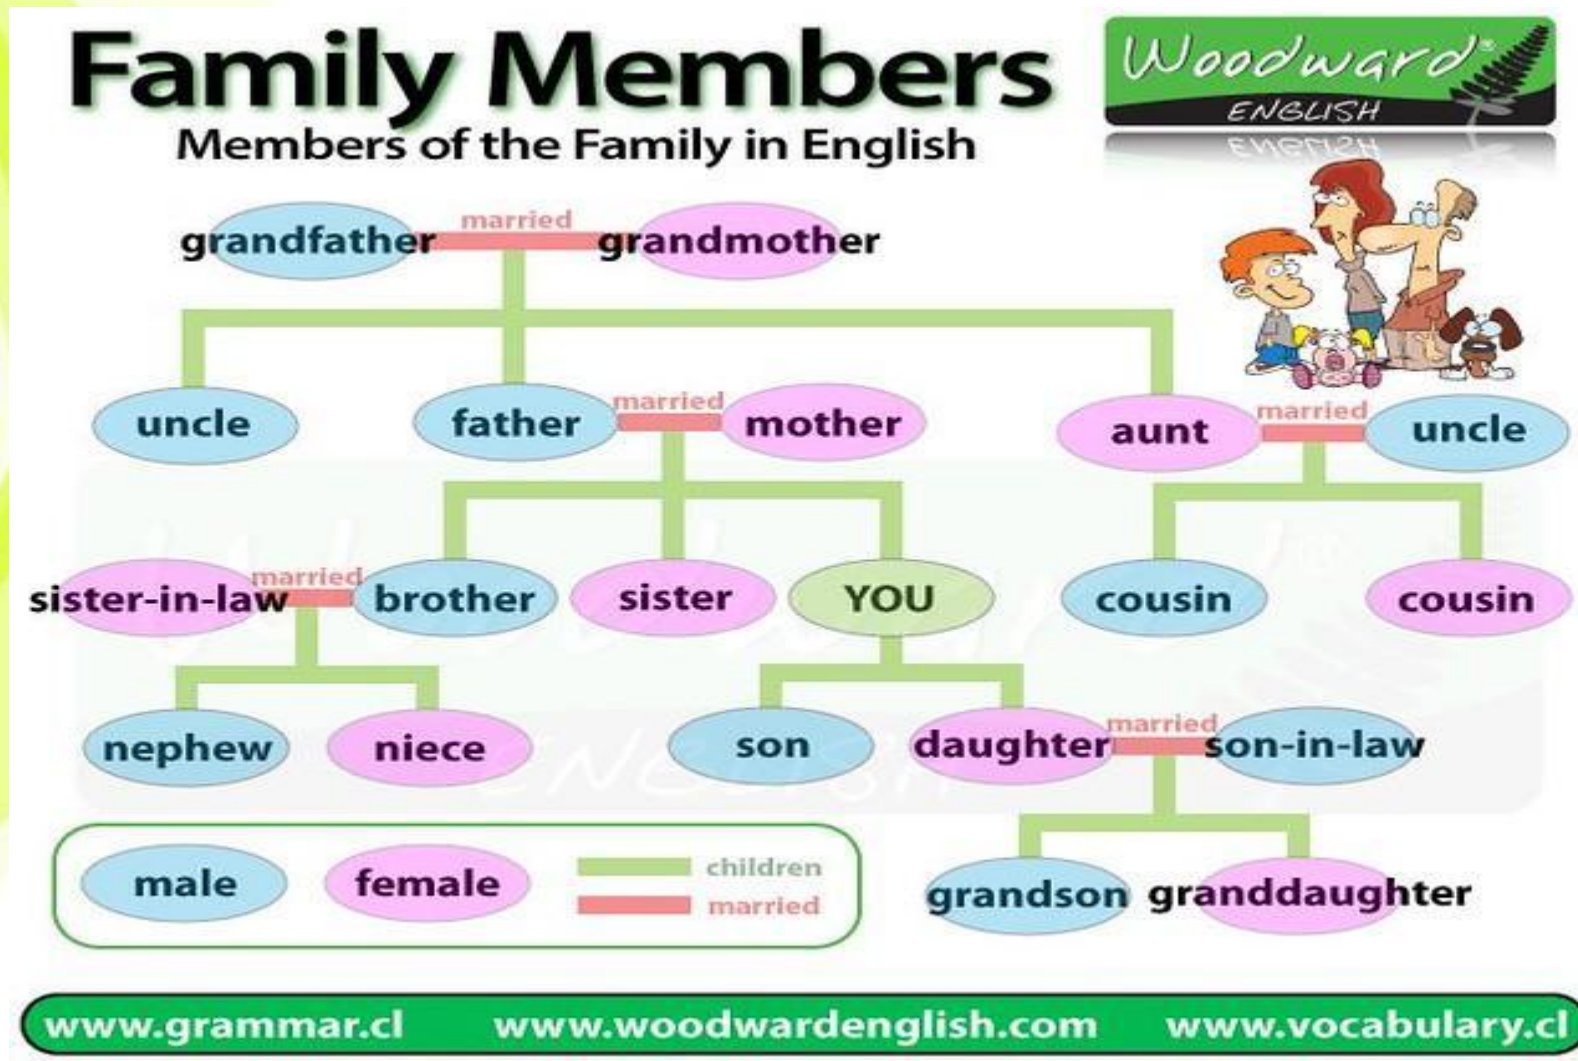 Family Members
Woodward®
ENGLISH
Members of the Family in English
married
grandfather grandmother
married married
uncle father mother aunt uncle
married
sister-in-law brother sister YOU cousin cousin
married
nephew niece son daughter son-in-law
male female children
married
grandson granddaughter
www.grammar.cl www.woodwardenglish.com www.vocabulary.cl